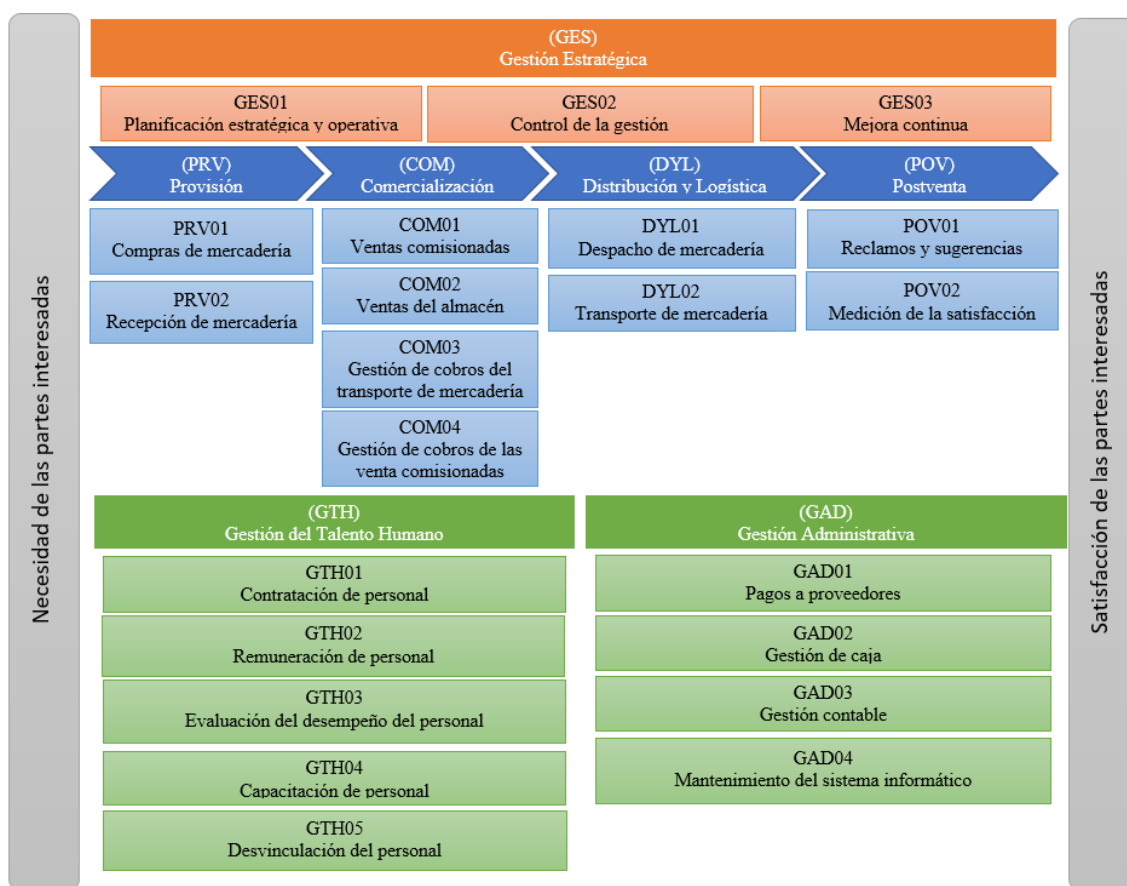 Necesidad de las partes interesadas
(GES)
Gestión Estratégica
GES01
Planificación estratégica y operativa
GES02
Control de la gestión
GES03
Mejora continua
(PRV)
Provisión
(COM)
Comercialización
(DYL)
Distribución y Logística
(POV)
Postventa
PRV01
Compras de mercadería
PRV02
Recepción de mercadería
COM01
Ventas comisionadas
COM02
Ventas del almacén
COM03
Gestión de cobros del
transporte de mercadería
COM04
Gestión de cobros de las
venta comisionadas
DYL01
Despacho de mercadería
DYL02
Transporte de mercadería
POV01
Reclamos y sugerencias
POV02
Medición de la satisfacción
(GTH)
Gestión del Talento Humano
GTH01
Contratación de personal
GTH02
Remuneración de personal
GTH03
Evaluación del desempeño del personal
GTH04
Capacitación de personal
GTH05
Desvinculación del personal
(GAD)
Gestión Administrativa
GAD01
Pagos a proveedores
GAD02
Gestión de caja
GAD03
Gestión contable
GAD04
Mantenimiento del sistema informático
Satisfacción de las partes interesadas